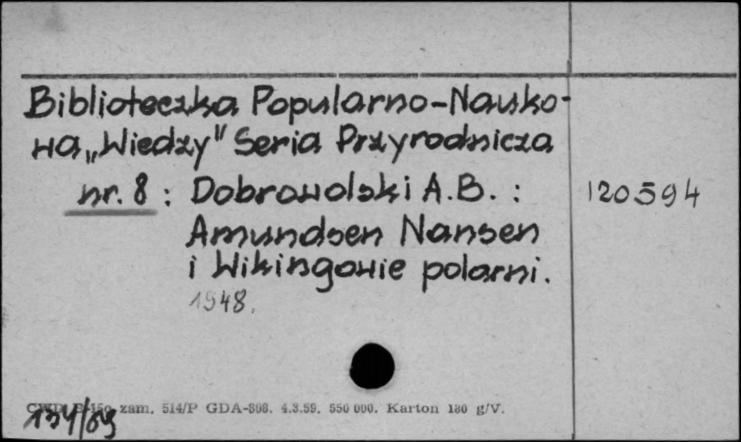 Biblioteczka Popularno-Nauko-
wa „Wiedzy" Seria Przyrodnicza
nr. 8 : Dobrowolski A.B. : 120594
Amundsen Nansen
i Wikingowie polarni.
1948.
zam. 514/P GDA-898. 4.3.59. 550 000. Karton 180 g/V.
134/69